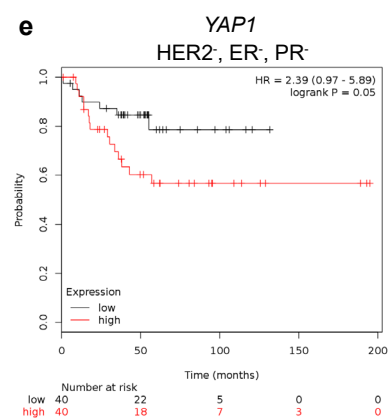 e
YAP1
HER2-, ER-, PR-
HR = 2.39 (0.97 - 5.89)
logrank P = 0.05
Probability
1.0
0.8
0.6
0.4
0.2
0.0
Expression
low
high
0 50 100 150 200
Time (months)
Number at risk
low 40 22 5 0 0
high 40 18 7 3 0